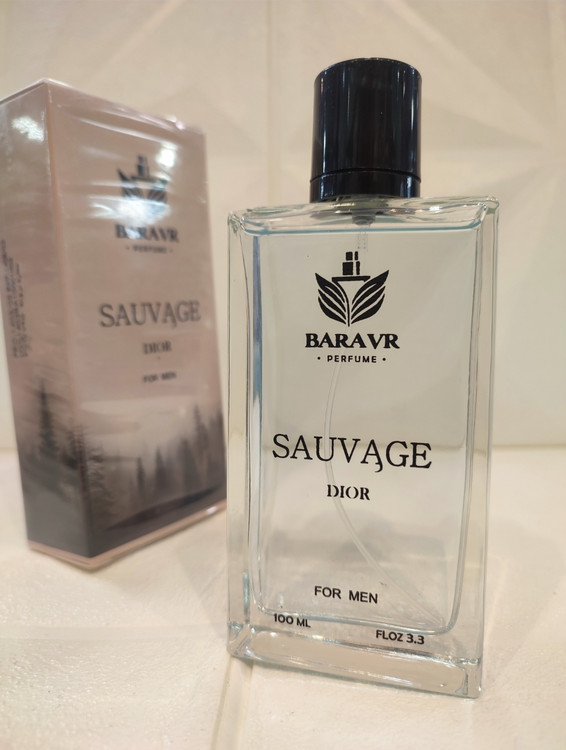 BARAVR
• PERFUME •
SAUVAGE
DIOR
FOR MEN
BARAVR
• PERFUME •
SAUVAGE
DIOR
FOR MEN
100 ML
FLOZ 3.3